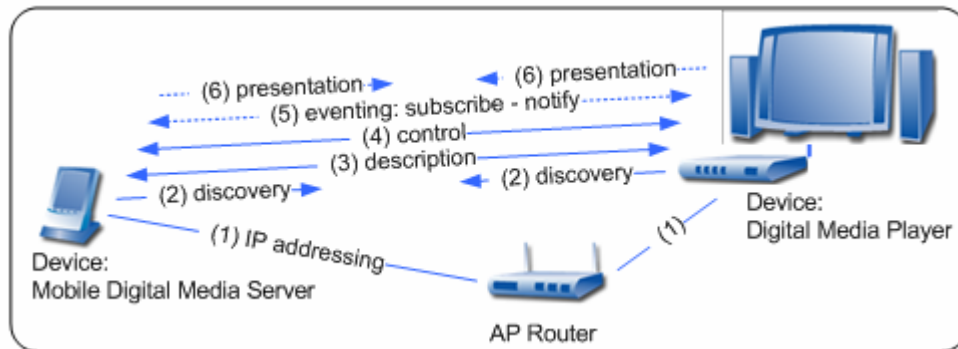 (6) presentation
(6) presentation
(5) eventing: subscribe - notify
(4) control
(3) description
(2) discovery
(2) discovery
(1) IP addressing
(1)
Device:
Digital Media Player
Device:
Mobile Digital Media Server
AP Router